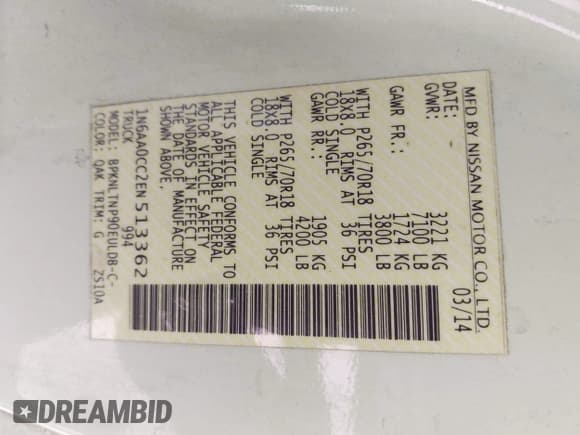 MFD BY NISSAN MOTOR CO., LTD.
DATE: 03/14
GVWR: 3221 KG
7100 LB
GAWR FR.: 1724 KG
3800 LB
WITH P265/70R18 TIRES
18X8.0 RIMS AT 36 PSI
COLD SINGLE
GAWR RR: 1905 KG
4200 LB
WITH P265/70R18 TIRES
18X8.0 RIMS AT 36 PSI
COLD SINGLE
THIS VEHICLE CONFORMS TO
ALL APPLICABLE FEDERAL
MOTOR VEHICLE SAFETY
STANDARDS IN EFFECT ON
THE DATE OF MANUFACTURE
SHOWN ABOVE.
1N6AA0CC2EN513362
TRUCK 994
MODEL: BPKNLTNP90EULDB-C-
COLOR: QAK TRIM: G ZS10A
DREAMBID